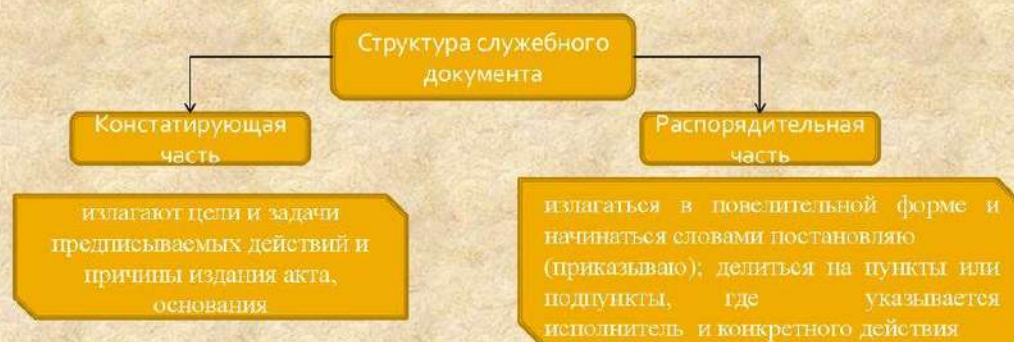 Структура служебного
документа
Констатирующая
часть
Распорядительная
часть
излагают цели и задачи
предписываемых действий и
причины издания акта,
основания
излагаться в повелительной форме и
начинаться словами постановляю
(приказываю); делиться на пункты или
подпункты, где указывается
исполнитель и конкретного действия